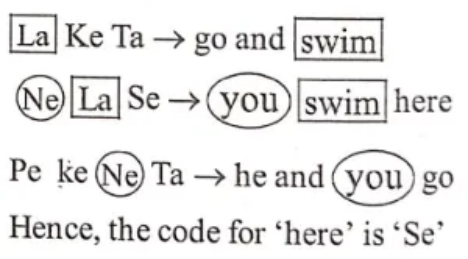 La Ke Ta → go and swim
Ne La Se → you swim here
Pe ke Ne Ta → he and you go
Hence, the code for ‘here’ is ‘Se’